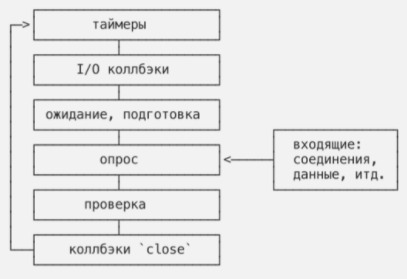 таймеры
I/O коллбэки
ожидание, подготовка
опрос
входящие:
соединения,
данные, итд.
проверка
коллбэки `close`